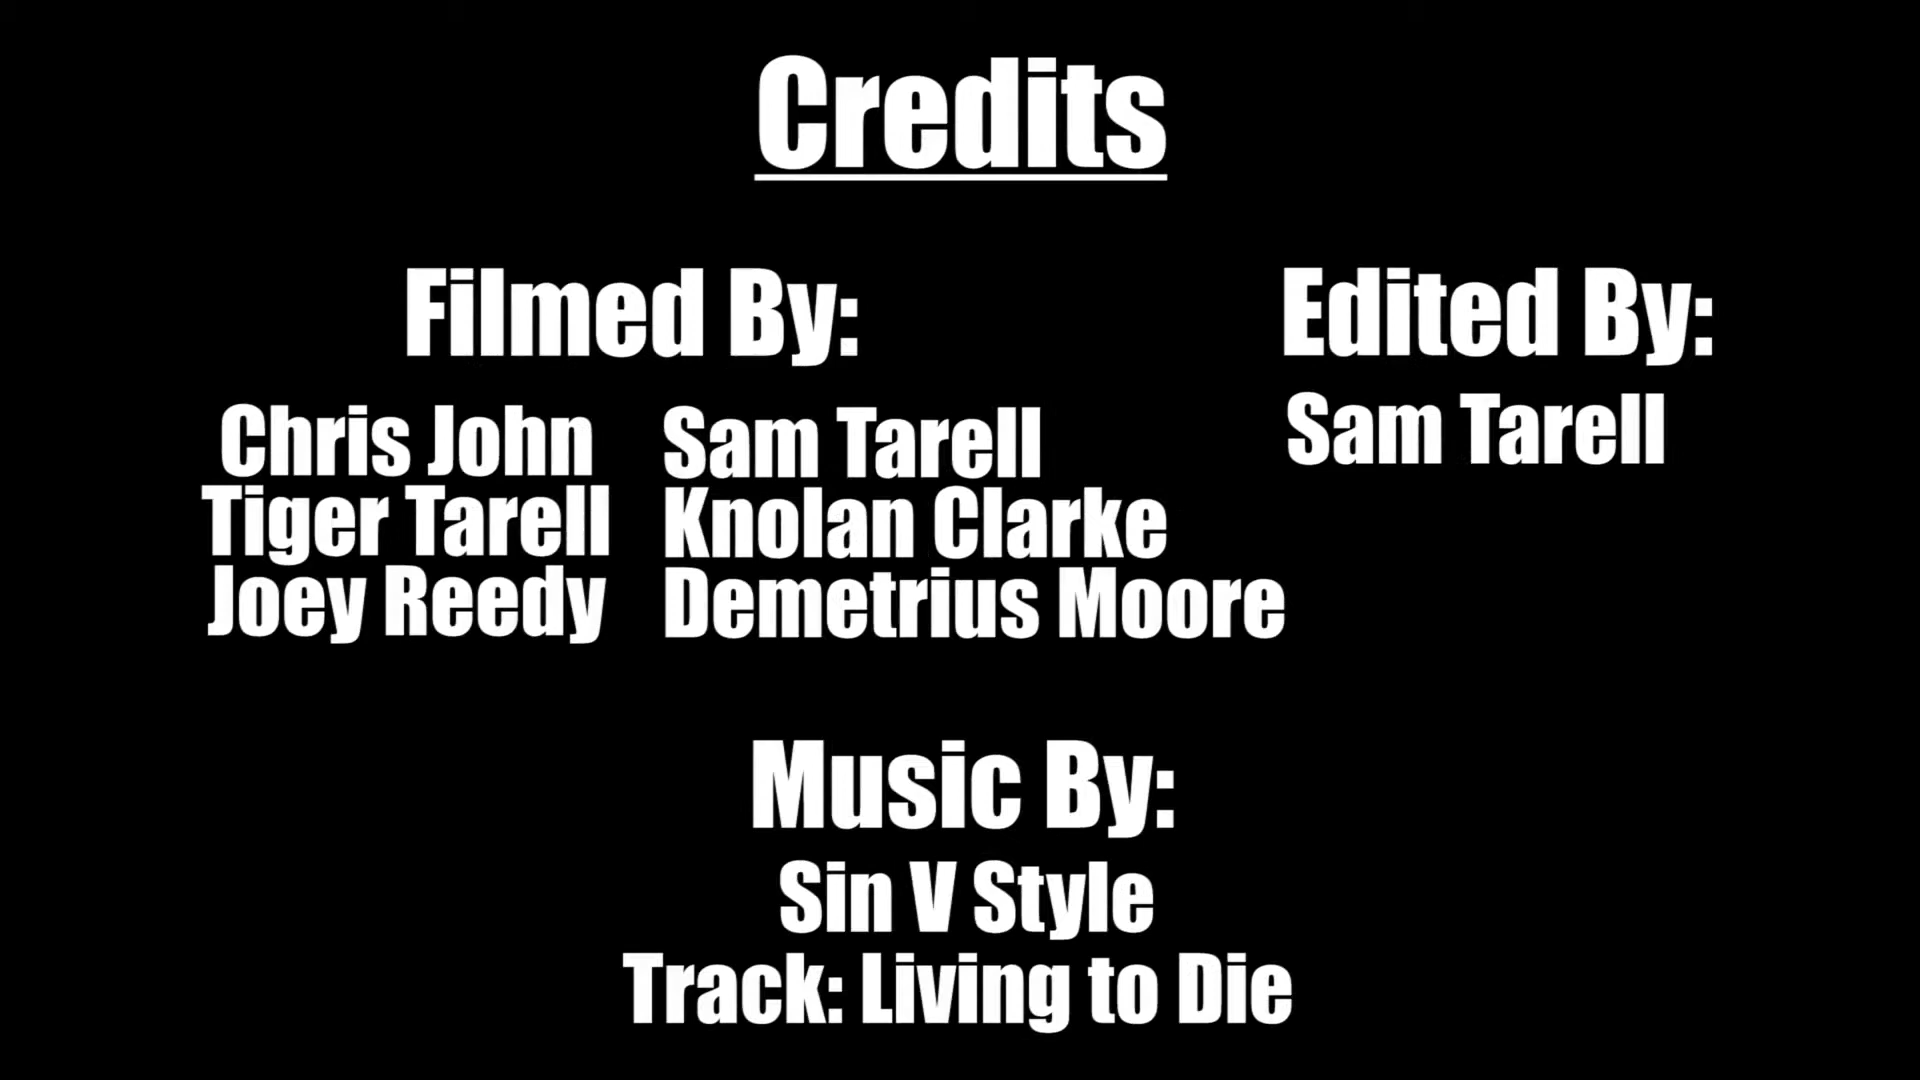 Credits
Filmed By:
Chris John
Tiger Tarell
Joey Reedy
Sam Tarell
Knolan Clarke
Demetrius Moore
Edited By:
Sam Tarell
Music By:
Sin V Style
Track: Living to Die